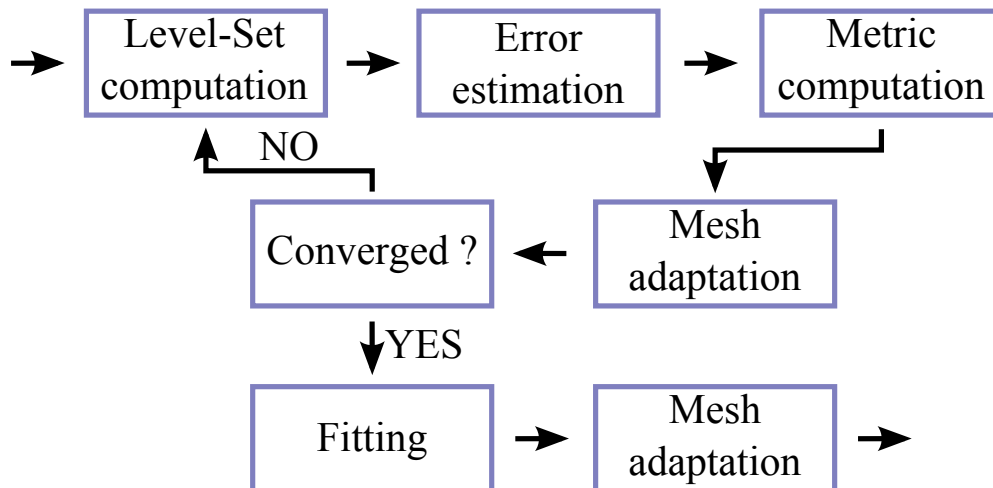 Level-Set
computation
Error
estimation
Metric
computation
NO
Converged ?
Mesh
adaptation
YES
Fitting
Mesh
adaptation